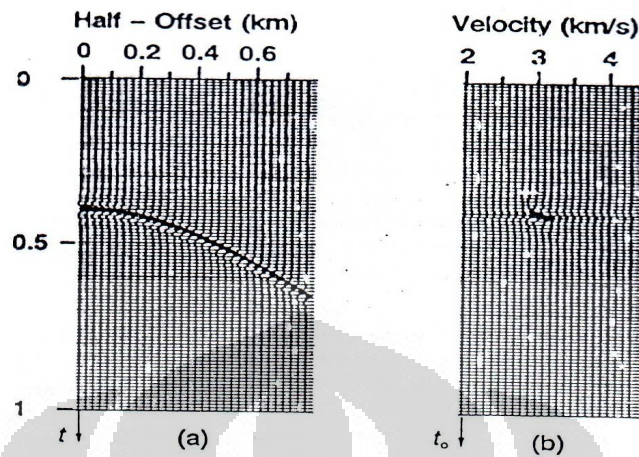 Half – Offset (km)
0 0.2 0.4 0.6
0
0.5
1
t
(a)
Velocity (km/s)
2 3 4
t₀
(b)